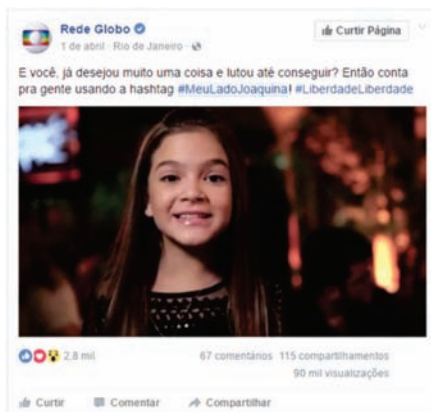 Rede Globo
Curtir Página
1 de abril · Rio de Janeiro ·
E você, já desejou muito uma coisa e lutou até conseguir? Então conta
pra gente usando a hashtag #MeuLadoJoaquina! #LiberdadeLiberdade
2,8 mil
67 comentários 115 compartilhamentos
90 mil visualizações
Curtir Comentar Compartilhar